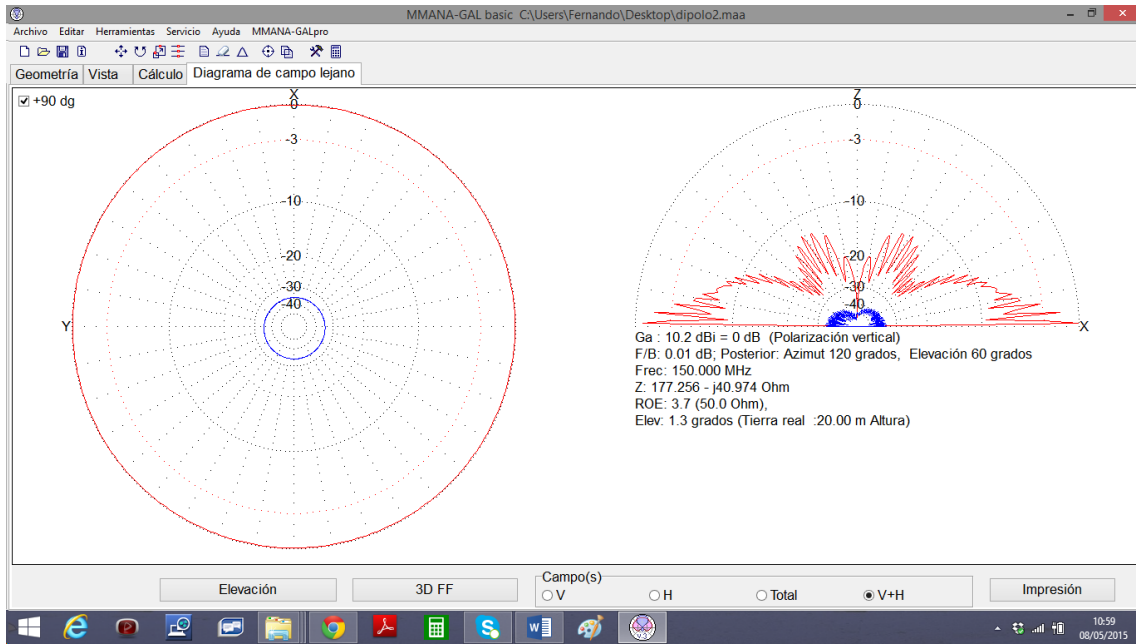 MMANA-GAL basic C:\Users\Fernando\Desktop\dipolo2.maa
Archivo Editar Herramientas Servicio Ayuda MMANA-GALpro
Geometría Vista Cálculo Diagrama de campo lejano
+90 dg
X
0
-3
-10
-20
-30
-40
Y
Z
0
-3
-10
-20
-30
-40
X
Ga : 10.2 dBi = 0 dB (Polarización vertical)
F/B: 0.01 dB; Posterior: Azimut 120 grados, Elevación 60 grados
Frec: 150.000 MHz
Z: 177.256 - j40.974 Ohm
ROE: 3.7 (50.0 Ohm),
Elev: 1.3 grados (Tierra real :20.00 m Altura)
Elevación
3D FF
Campo(s)
V
H
Total
V+H
Impresión
10:59
08/05/2015